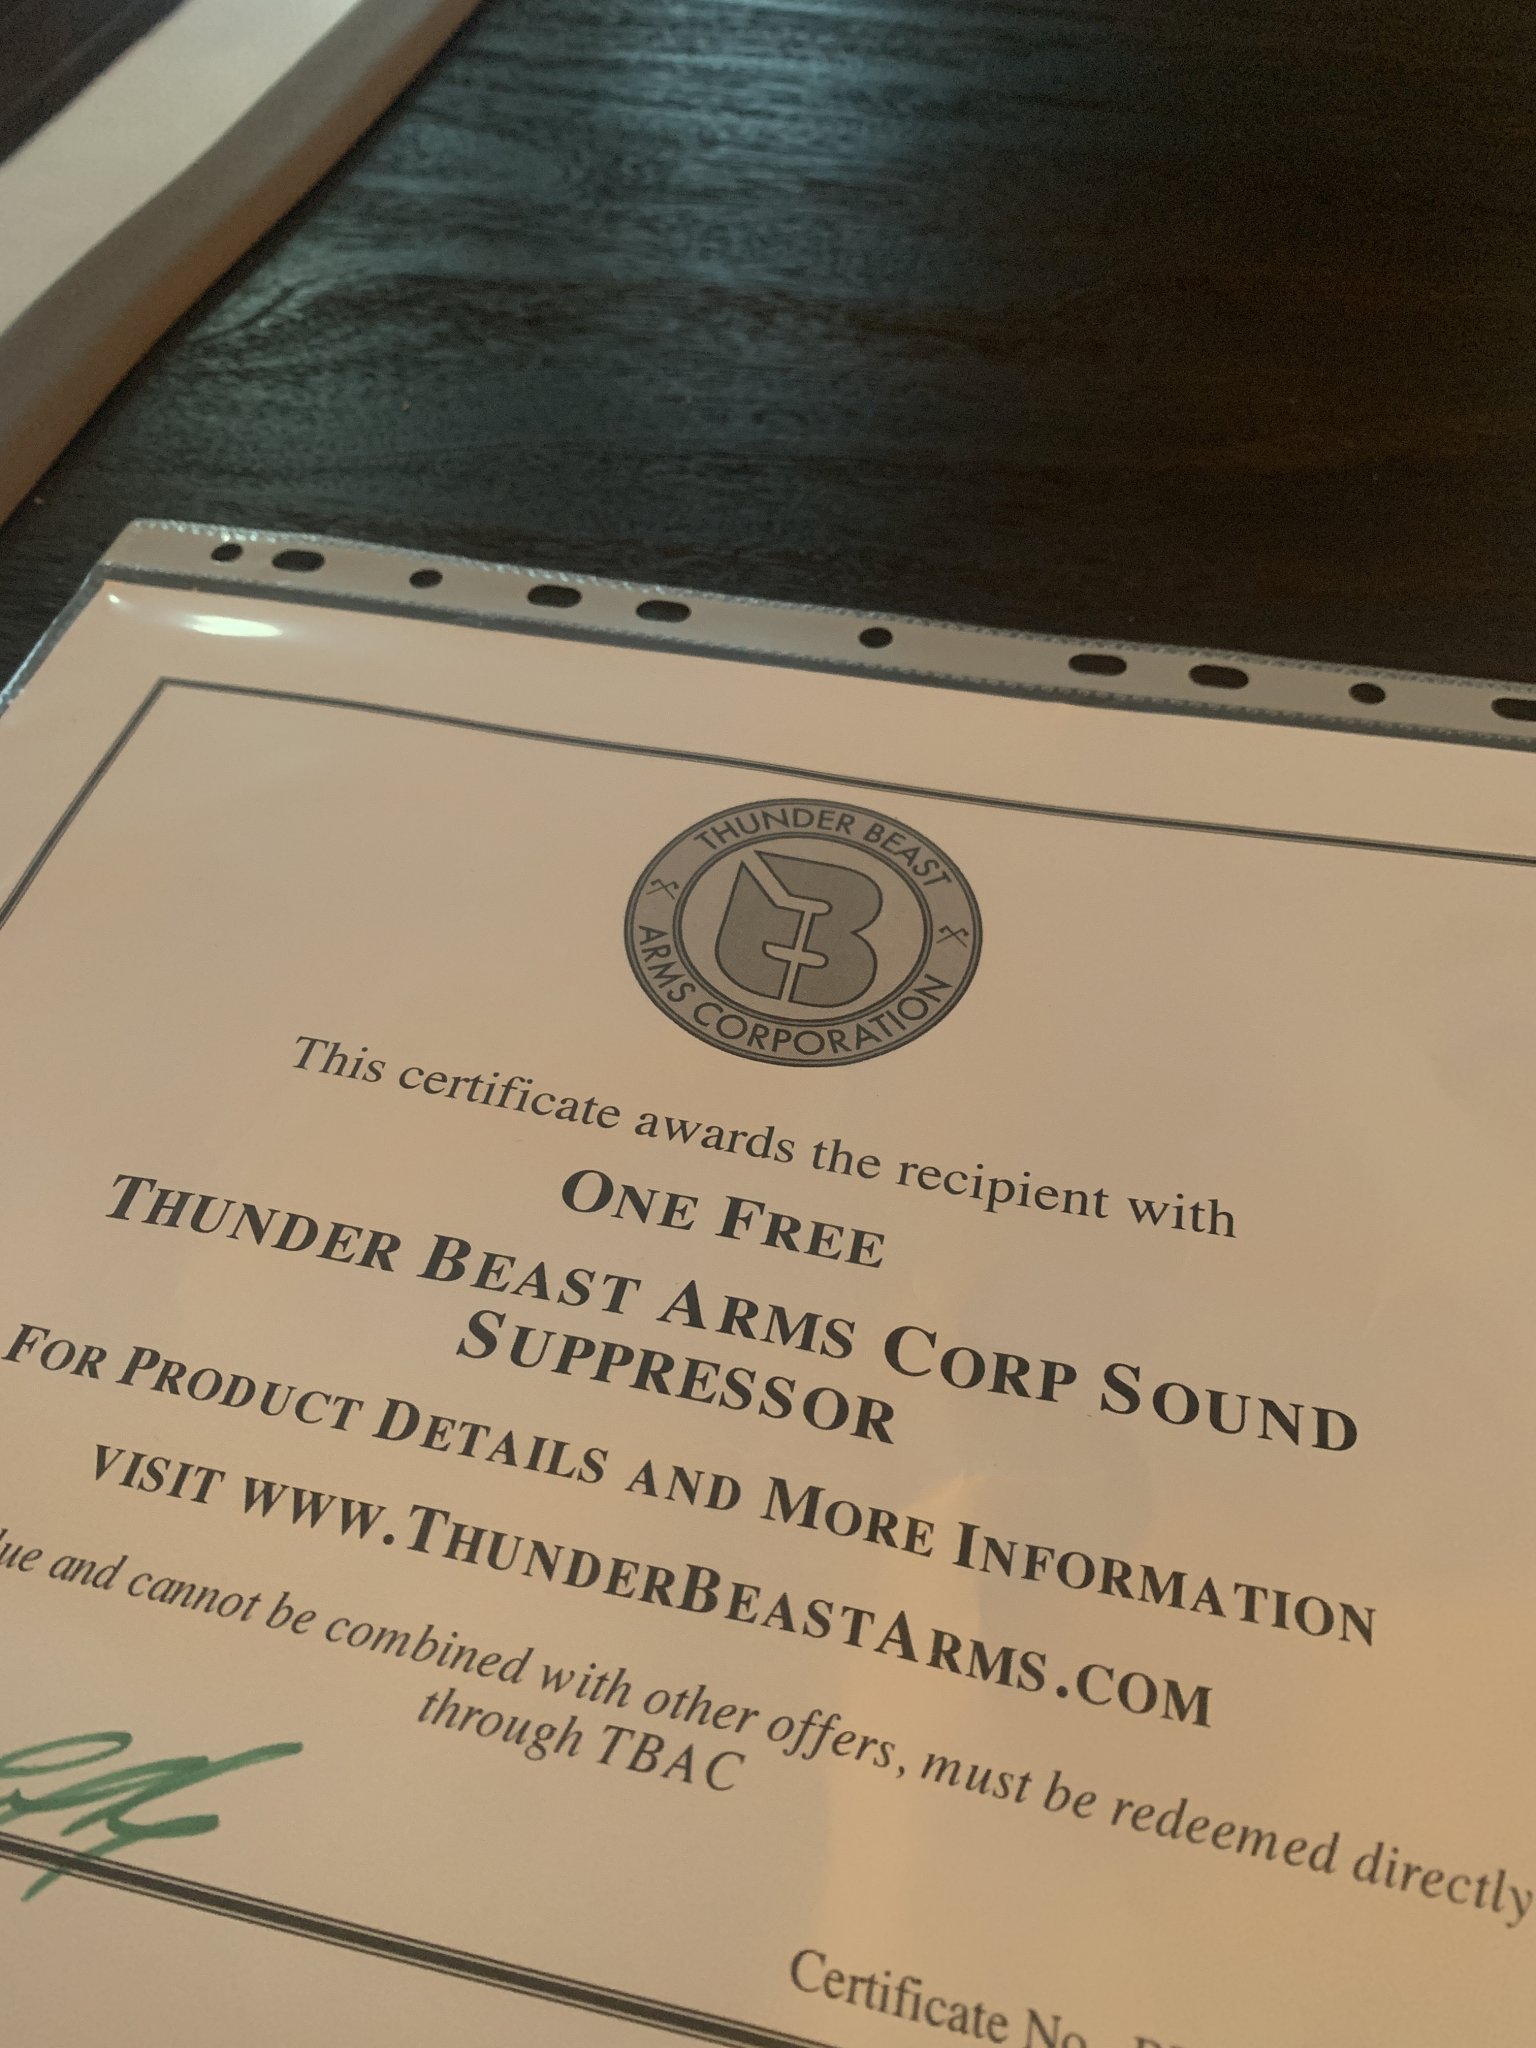 THUNDER BEAST
ARMS CORPORATION
This certificate awards the recipient with
ONE FREE
THUNDER BEAST ARMS CORP SOUND
SUPPRESSOR
FOR PRODUCT DETAILS AND MORE INFORMATION
VISIT WWW.THUNDERBEASTARMS.COM
and cannot be combined with other offers, must be redeemed directly
through TBAC
Certificate No.